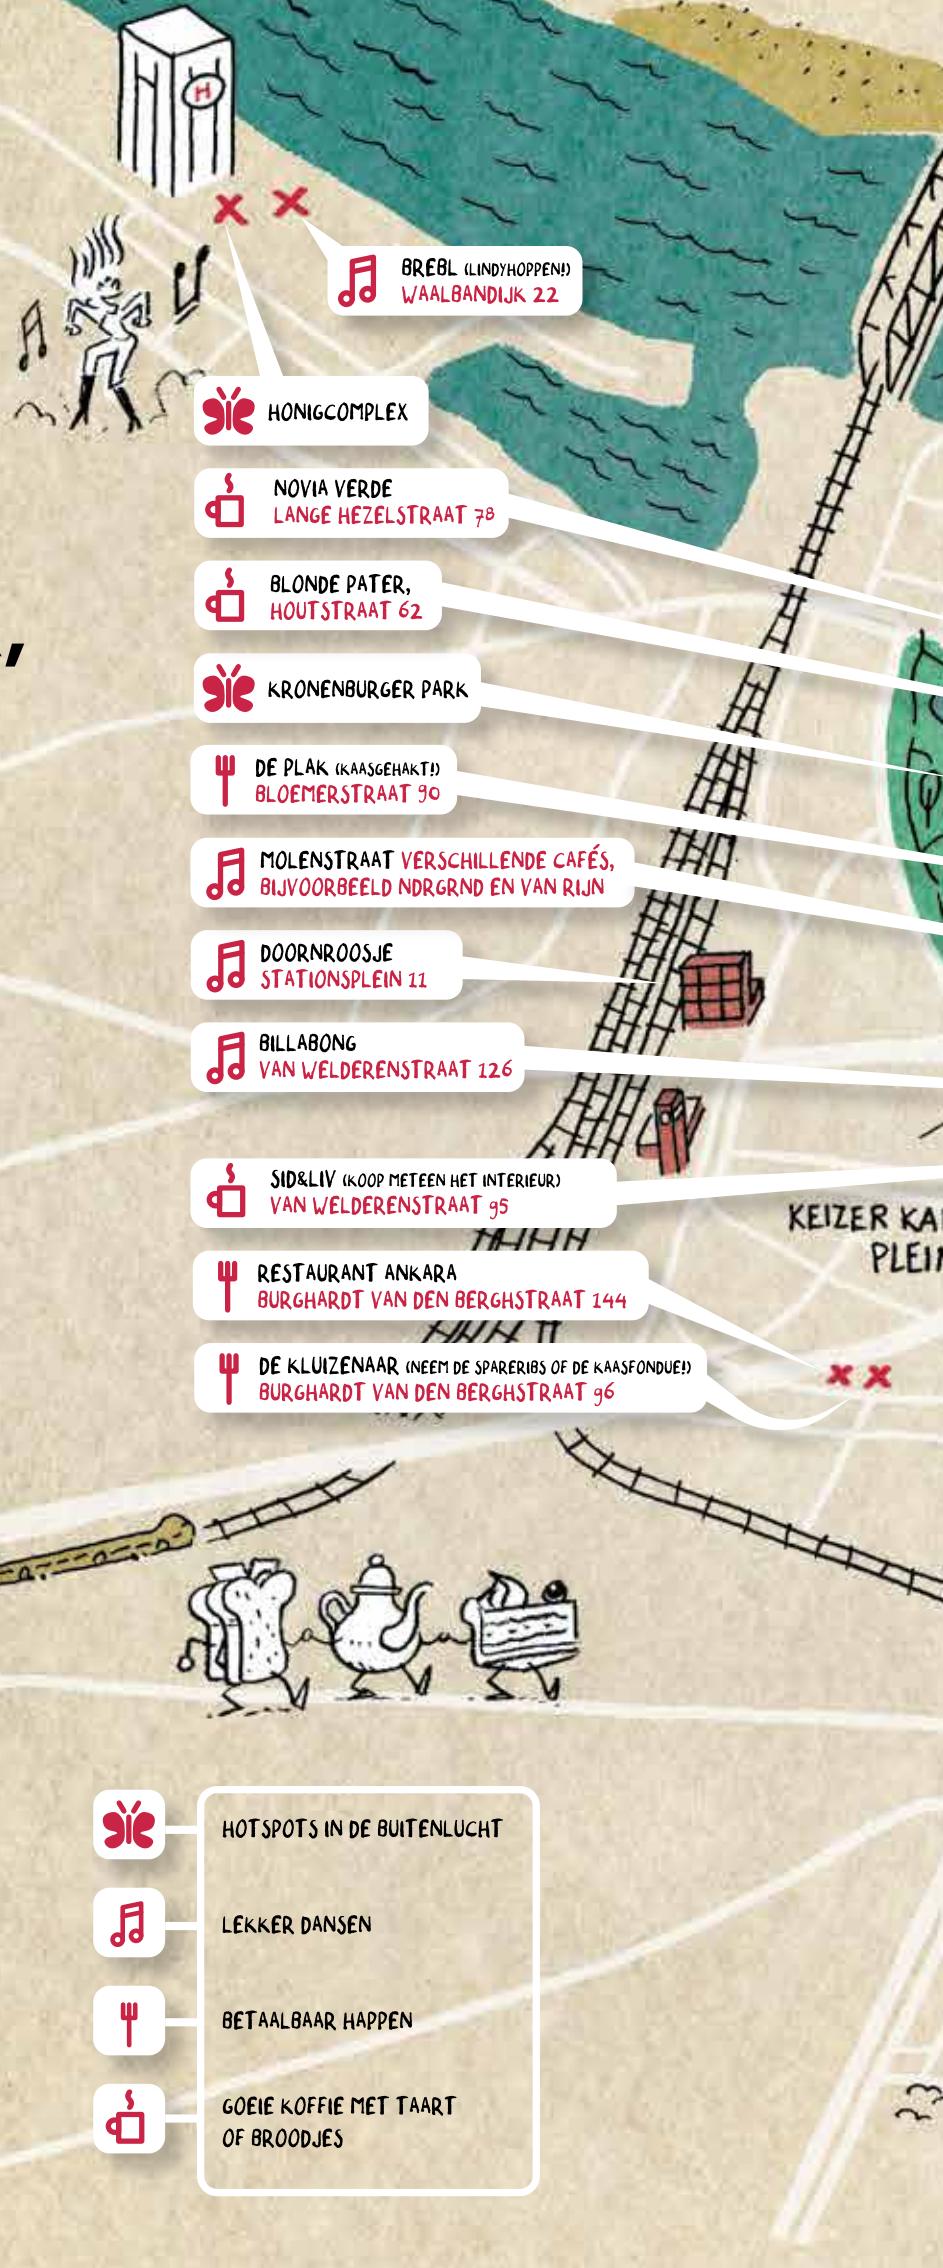 H
BREBL (LINDYHOPPEN!)
WAALBANDIJK 22
HONIGCOMPLEX
NOVIA VERDE
LANGE HEZELSTRAAT 78
BLONDE PATER,
HOUTSTRAAT 62
KRONENBURGER PARK
DE PLAK (KAASGEHAKT!)
BLOEMERSTRAAT 90
MOLENSTRAAT VERSCHILLENDE CAFÉS,
BIJVOORBEELD NDRGRND EN VAN RIJN
DOORNROOSJE
STATIONSPLEIN 11
BILLABONG
VAN WELDERENSTRAAT 126
SID&LIV (KOOP METEEN HET INTERIEUR)
VAN WELDERENSTRAAT 95
KEIZER KA
PLEI
RESTAURANT ANKARA
BURGHARDT VAN DEN BERGHSTRAAT 144
DE KLUIZENAAR (NEEM DE SPARERIBS OF DE KAASFONDUE!)
BURGHARDT VAN DEN BERGHSTRAAT 96
HOTSPOTS IN DE BUITENLUCHT
LEKKER DANSEN
BETAALBAAR HAPPEN
GOEIE KOFFIE MET TAART
OF BROODJES